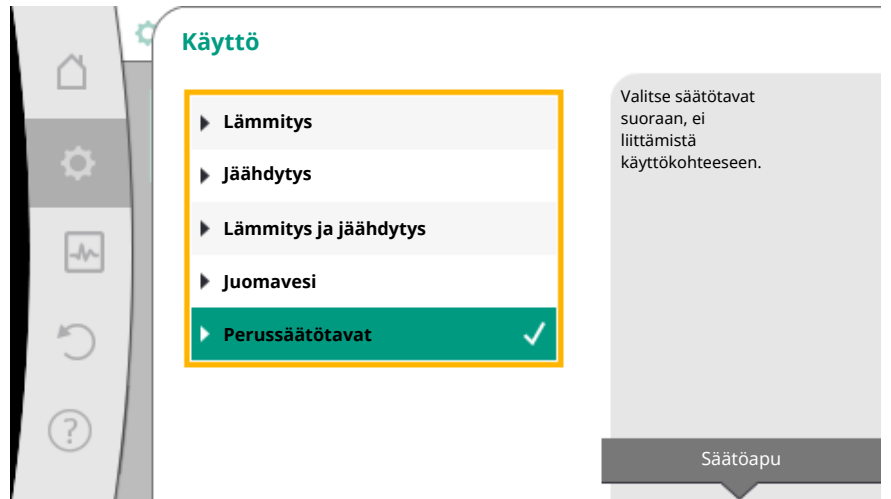 Käyttö
Lämmitys
Jäähdytys
Lämmitys ja jäähdytys
Juomavesi
Perussäätötavat
Valitse säätötavat
suoraan, ei
liittämistä
käyttökohteeseen.
Säätöapu
?